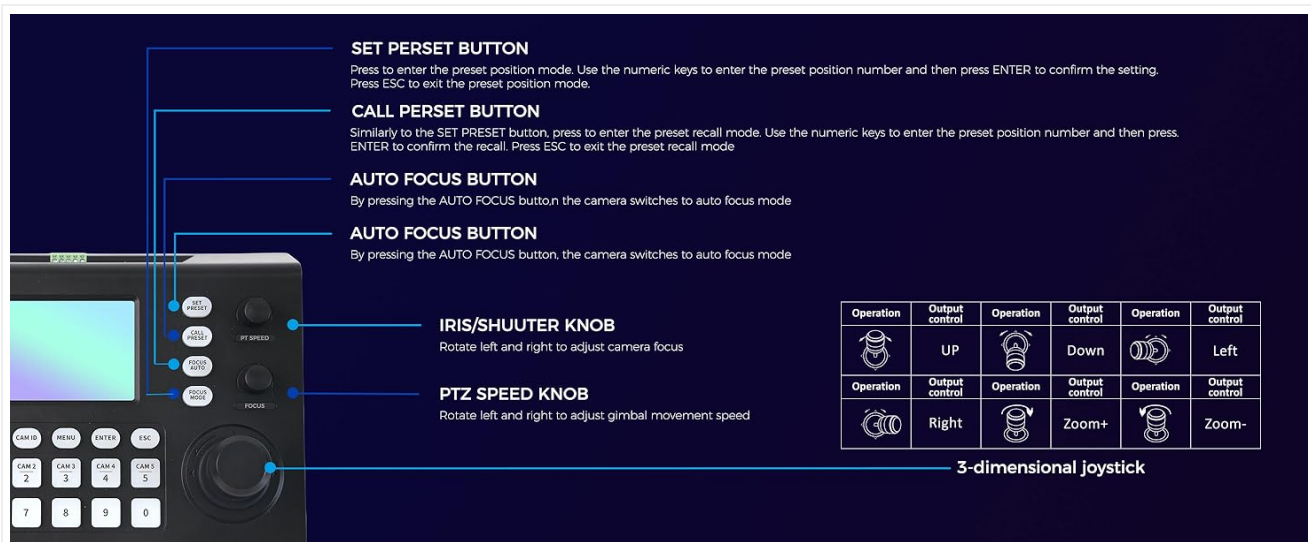 SET PERSET BUTTON
Press to enter the preset position mode. Use the numeric keys to enter the preset position number and then press ENTER to confirm the setting.
Press ESC to exit the preset position mode.
CALL PERSET BUTTON
Similarly to the SET PRESET button, press to enter the preset recall mode. Use the numeric keys to enter the preset position number and then press.
ENTER to confirm the recall. Press ESC to exit the preset recall mode
AUTO FOCUS BUTTON
By pressing the AUTO FOCUS butto,n the camera switches to auto focus mode
AUTO FOCUS BUTTON
By pressing the AUTO FOCUS button, the camera switches to auto focus mode
SET
PRESET
CALL
PRESET
PT SPEED
FOCUS
AUTO
FOCUS
MODE
FOCUS
IRIS/SHUUTER KNOB
Rotate left and right to adjust camera focus
PTZ SPEED KNOB
Rotate left and right to adjust gimbal movement speed
Operation Output control Operation Output control Operation Output control
UP Down Left
Operation Output control Operation Output control Operation Output control
Right Zoom+ Zoom-
3-dimensional joystick
CAM ID MENU ENTER ESC
CAM 2 CAM 3 CAM 4 CAM 5
2 3 4 5
7 8 9 0